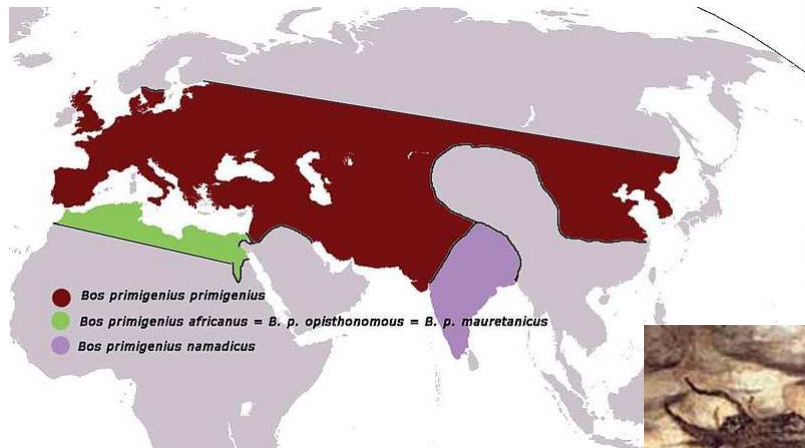 Bos primigenius primigenius
Bos primigenius africanus = B. p. opisthonomous = B. p. mauretanicus
Bos primigenius namadicus